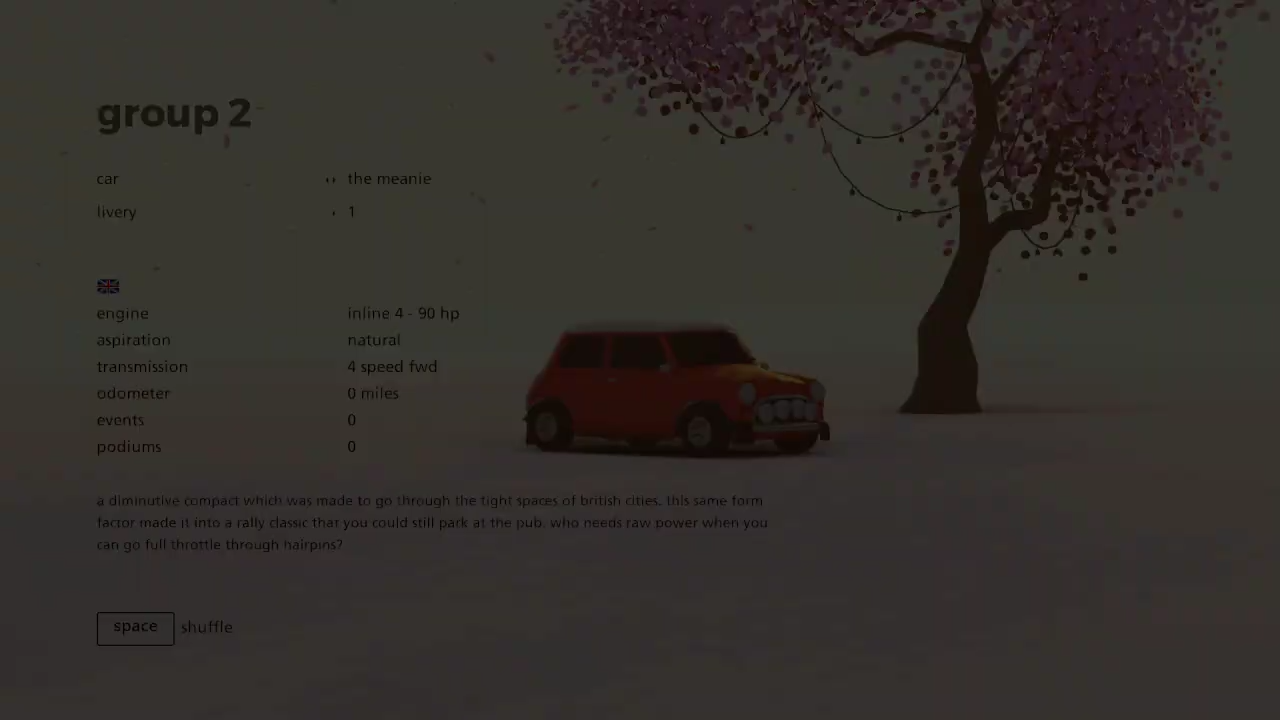 group 2
car the meanie
livery 1
engine inline 4 - 90 hp
aspiration natural
transmission 4 speed fwd
odometer 0 miles
events 0
podiums 0
a diminutive compact which was made to go through the tight spaces of british cities. this same form
factor made it into a rally classic that you could still park at the pub. who needs raw power when you
can go full throttle through hairpins?
space shuffle